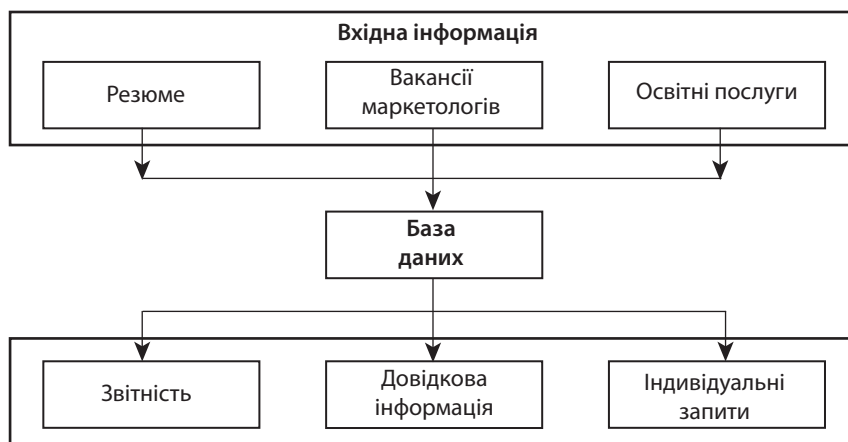 Вхідна інформація
Резюме
Вакансії
маркетологів
Освітні послуги
База
даних
Звітність
Довідкова
інформація
Індивідуальні
запити